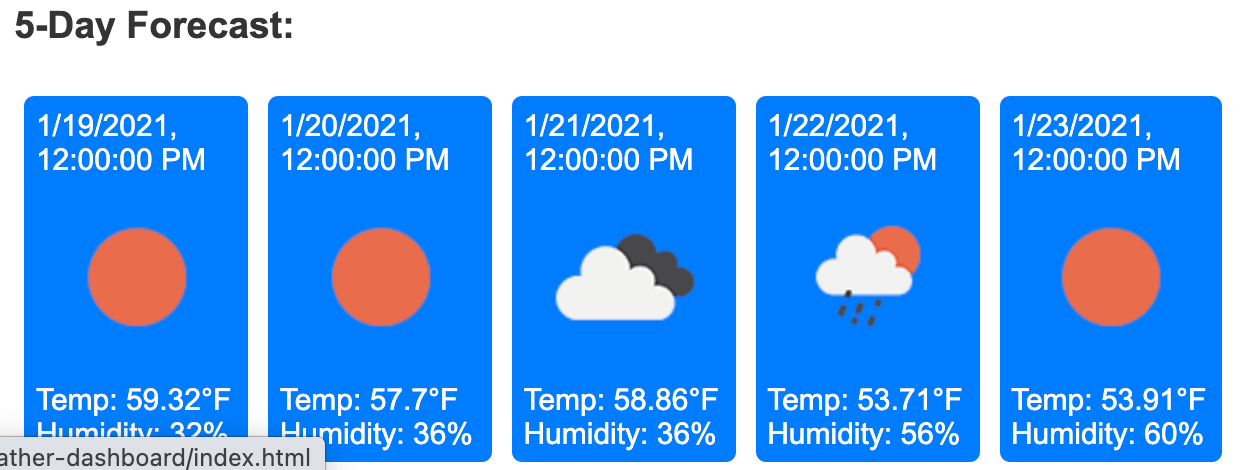 5-Day Forecast:
1/19/2021,
12:00:00 PM
Temp: 59.32°F
Humidity: 32%
1/20/2021,
12:00:00 PM
Temp: 57.7°F
Humidity: 36%
1/21/2021,
12:00:00 PM
Temp: 58.86°F
Humidity: 36%
1/22/2021,
12:00:00 PM
Temp: 53.71°F
Humidity: 56%
1/23/2021,
12:00:00 PM
Temp: 53.91°F
Humidity: 60%
ather-dashboard/index.html